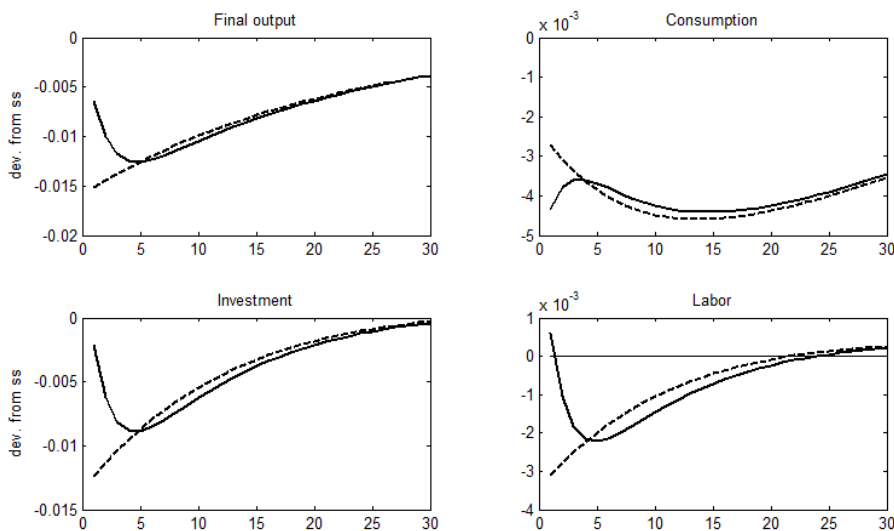 Final output
0
-0.005
-0.01
-0.015
-0.02
dev. from ss
0 5 10 15 20 25 30
Consumption
x 10^-3
0
-1
-2
-3
-4
-5
0 5 10 15 20 25 30
Investment
0
-0.005
-0.01
-0.015
dev. from ss
0 5 10 15 20 25 30
Labor
x 10^-3
1
0
-1
-2
-3
-4
0 5 10 15 20 25 30